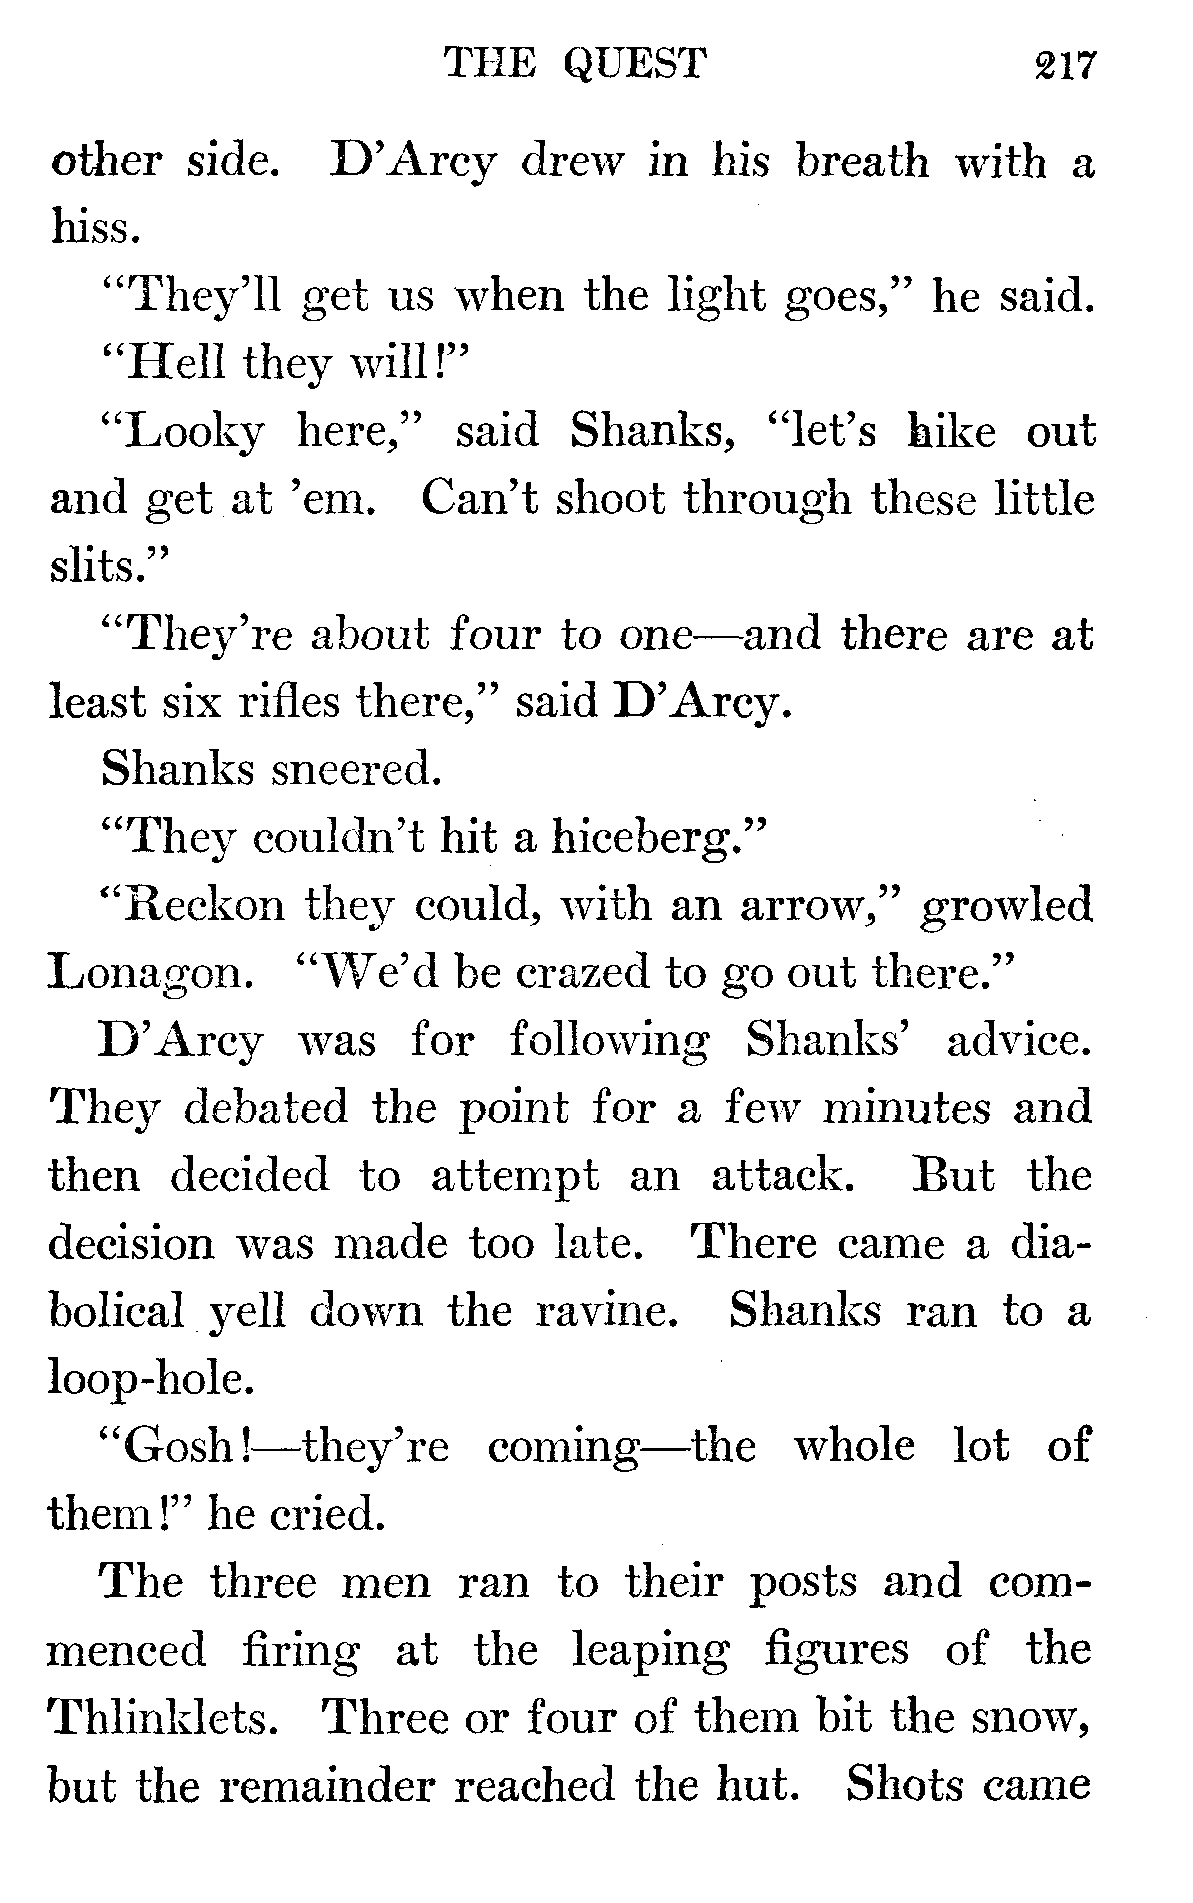 THE QUEST 217
other side. D’Arcy drew in his breath with a
hiss.
“They’ll get us when the light goes,” he said.
“Hell they will!”
“Looky here,” said Shanks, “let’s hike out
and get at ’em. Can’t shoot through these little
slits.”
“They’re about four to one—and there are at
least six rifles there,” said D’Arcy.
Shanks sneered.
“They couldn’t hit a hiceberg.”
“Reckon they could, with an arrow,” growled
Lonagon. “We’d be crazed to go out there.”
D’Arcy was for following Shanks’ advice.
They debated the point for a few minutes and
then decided to attempt an attack. But the
decision was made too late. There came a dia-
bolical yell down the ravine. Shanks ran to a
loop-hole.
“Gosh!—they’re coming—the whole lot of
them!” he cried.
The three men ran to their posts and com-
menced firing at the leaping figures of the
Thlinklets. Three or four of them bit the snow,
but the remainder reached the hut. Shots came